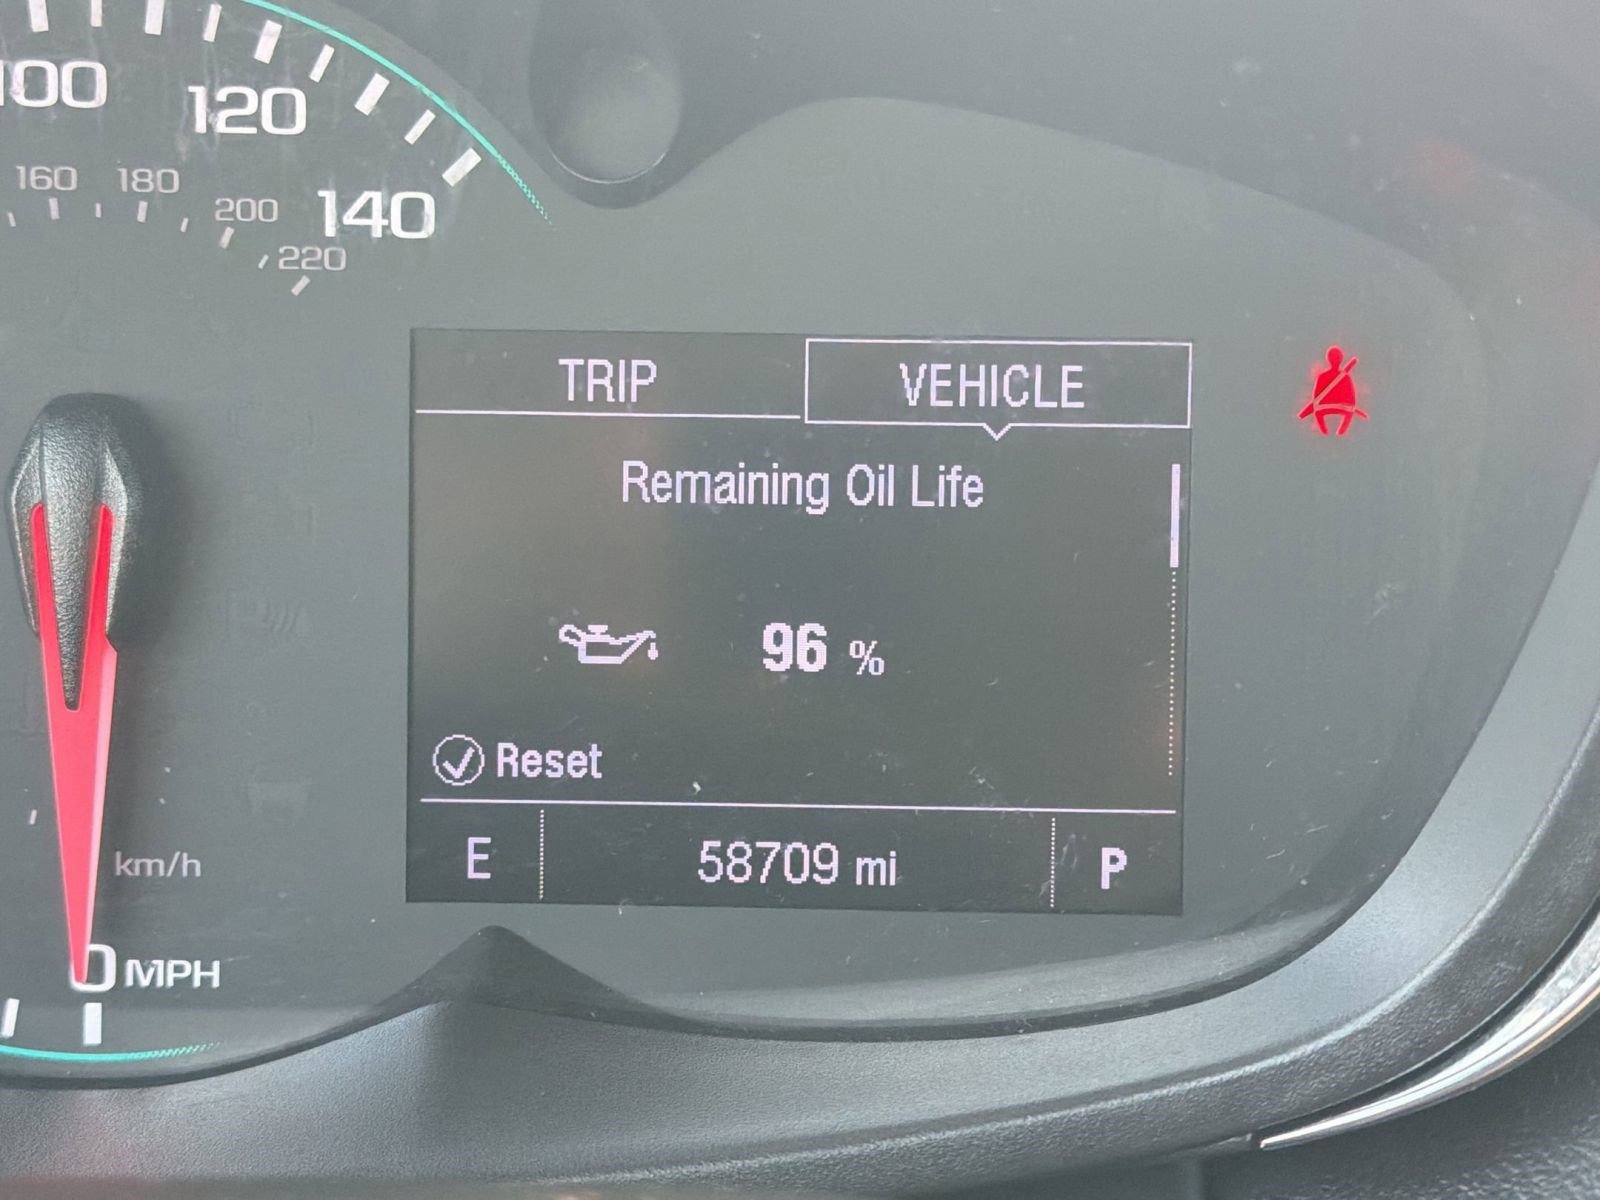 100
120
140
160
180
200
220
TRIP
VEHICLE
Remaining Oil Life
96 %
Reset
E 58709 mi P
km/h
0 MPH